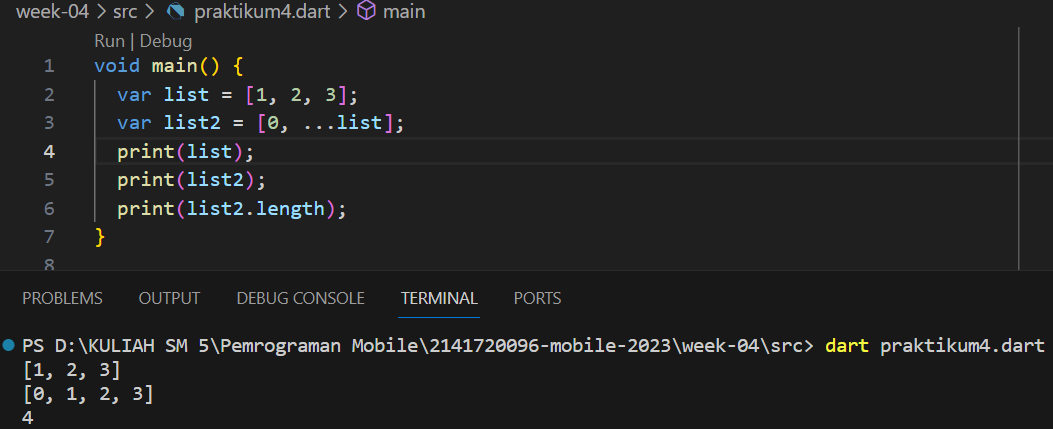 week-04 > src > praktikum4.dart > main
Run | Debug
1 void main() {
2 var list = [1, 2, 3];
3 var list2 = [0, ...list];
4 print(list);
5 print(list2);
6 print(list2.length);
7 }
8
PROBLEMS OUTPUT DEBUG CONSOLE TERMINAL PORTS
PS D:\KULIAH SM 5\Pemrograman Mobile\2141720096-mobile-2023\week-04\src> dart praktikum4.dart
[1, 2, 3]
[0, 1, 2, 3]
4